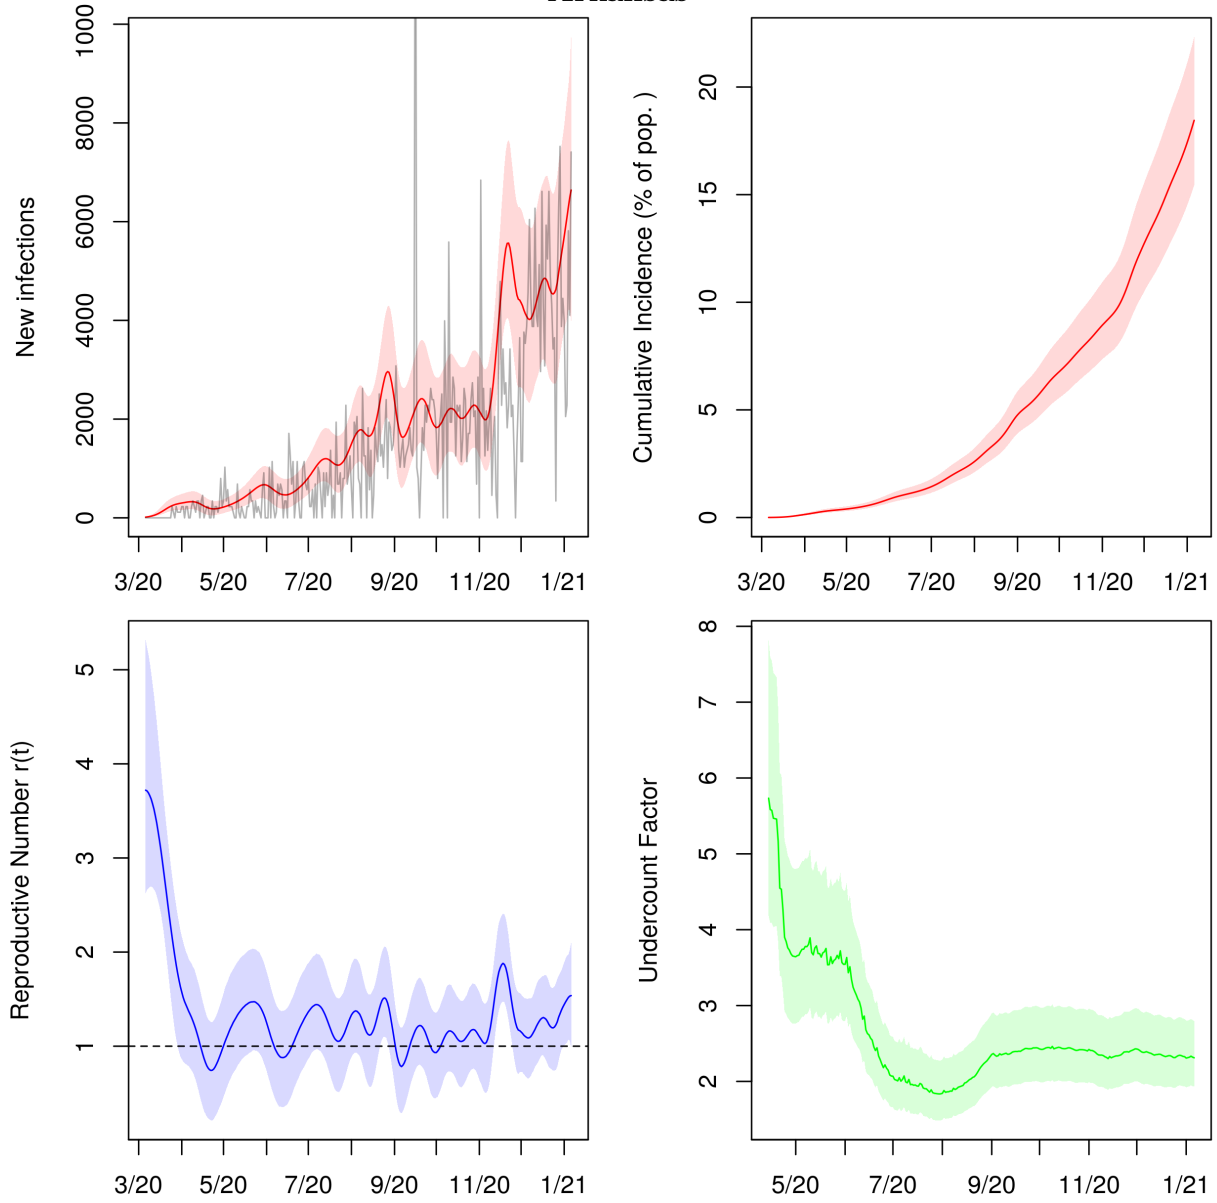 New infections
0
2000
4000
6000
8000
1000
3/20 5/20 7/20 9/20 11/20 1/21
Cumulative Incidence (% of pop. )
0
5
10
15
20
3/20 5/20 7/20 9/20 11/20 1/21
Reproductive Number r(t)
1
2
3
4
5
3/20 5/20 7/20 9/20 11/20 1/21
Undercount Factor
2
3
4
5
6
7
8
5/20 7/20 9/20 11/20 1/21